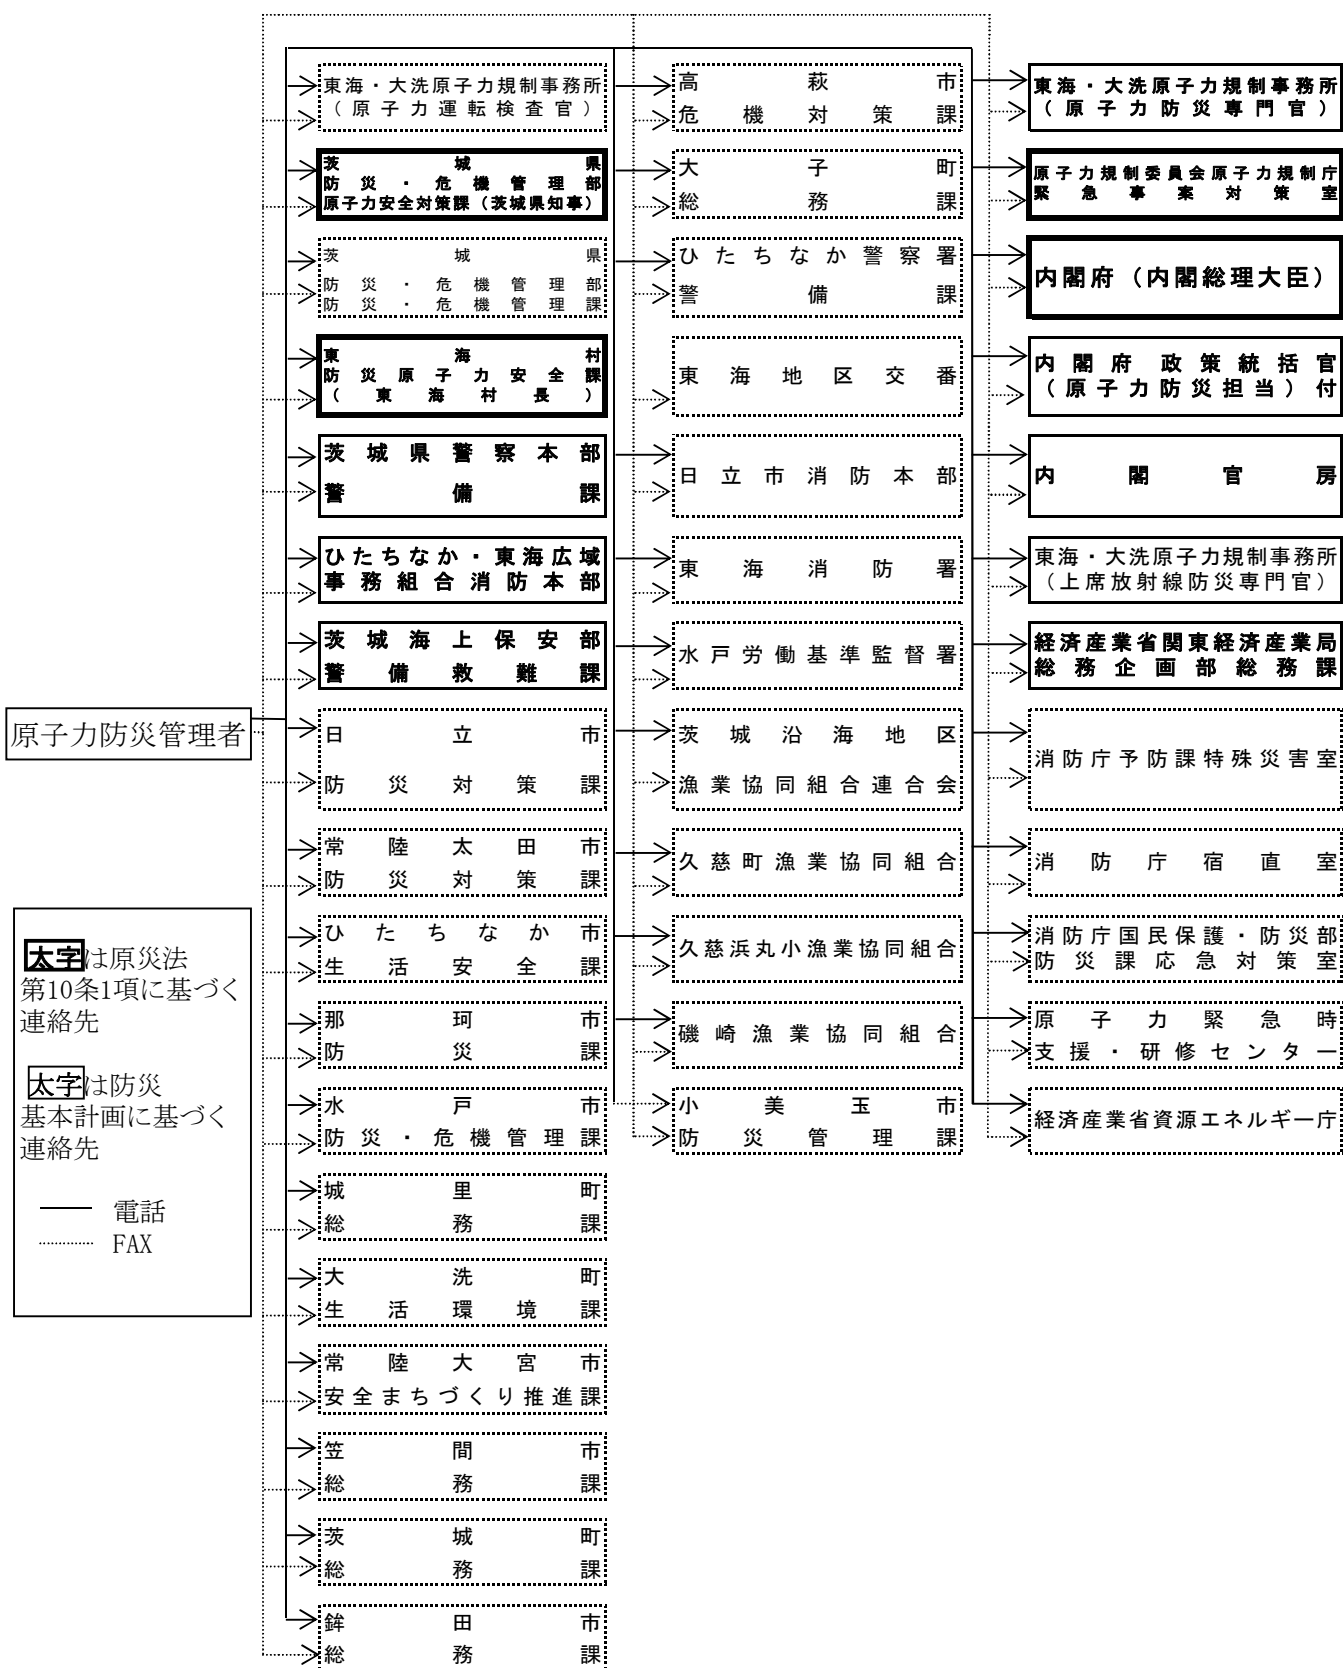 東海・大洗原子力規制事務所
（原子力運転検査官）
茨城県
防災・危機管理部
原子力安全対策課（茨城県知事）
茨城県
防災・危機管理部
防災・危機管理課
東海村
防災原子力安全課
（東海村長）
茨城県警察本部
警備課
ひたちなか・東海広域
事務組合消防本部
茨城海上保安部
警備救難課
原子力防災管理者
日立市
防災対策課
常陸太田市
防災対策課
ひたちなか市
生活安全課
那珂市
防災課
水戸市
防災・危機管理課
城里町
総務課
大洗町
生活環境課
常陸大宮市
安全まちづくり推進課
笠間市
総務課
茨城町
総務課
鉾田市
総務課
高萩市
危機対策課
大子町
総務課
ひたちなか警察署
警備課
東海地区交番
日立市消防本部
東海消防署
水戸労働基準監督署
茨城沿海地区
漁業協同組合連合会
久慈町漁業協同組合
久慈浜丸小漁業協同組合
磯崎漁業協同組合
小美玉市
防災管理課
東海・大洗原子力規制事務所
（原子力防災専門官）
原子力規制委員会原子力規制庁
緊急事案対策室
内閣府（内閣総理大臣）
内閣府政策統括官
（原子力防災担当）付
内閣官房
東海・大洗原子力規制事務所
（上席放射線防災専門官）
経済産業省関東経済産業局
総務企画部総務課
消防庁予防課特殊災害室
消防庁宿直室
消防庁国民保護・防災部
防災課応急対策室
原子力緊急時
支援・研修センター
経済産業省資源エネルギー庁
太字は原災法
第10条1項に基づく
連絡先
太字は防災
基本計画に基づく
連絡先
電話
FAX